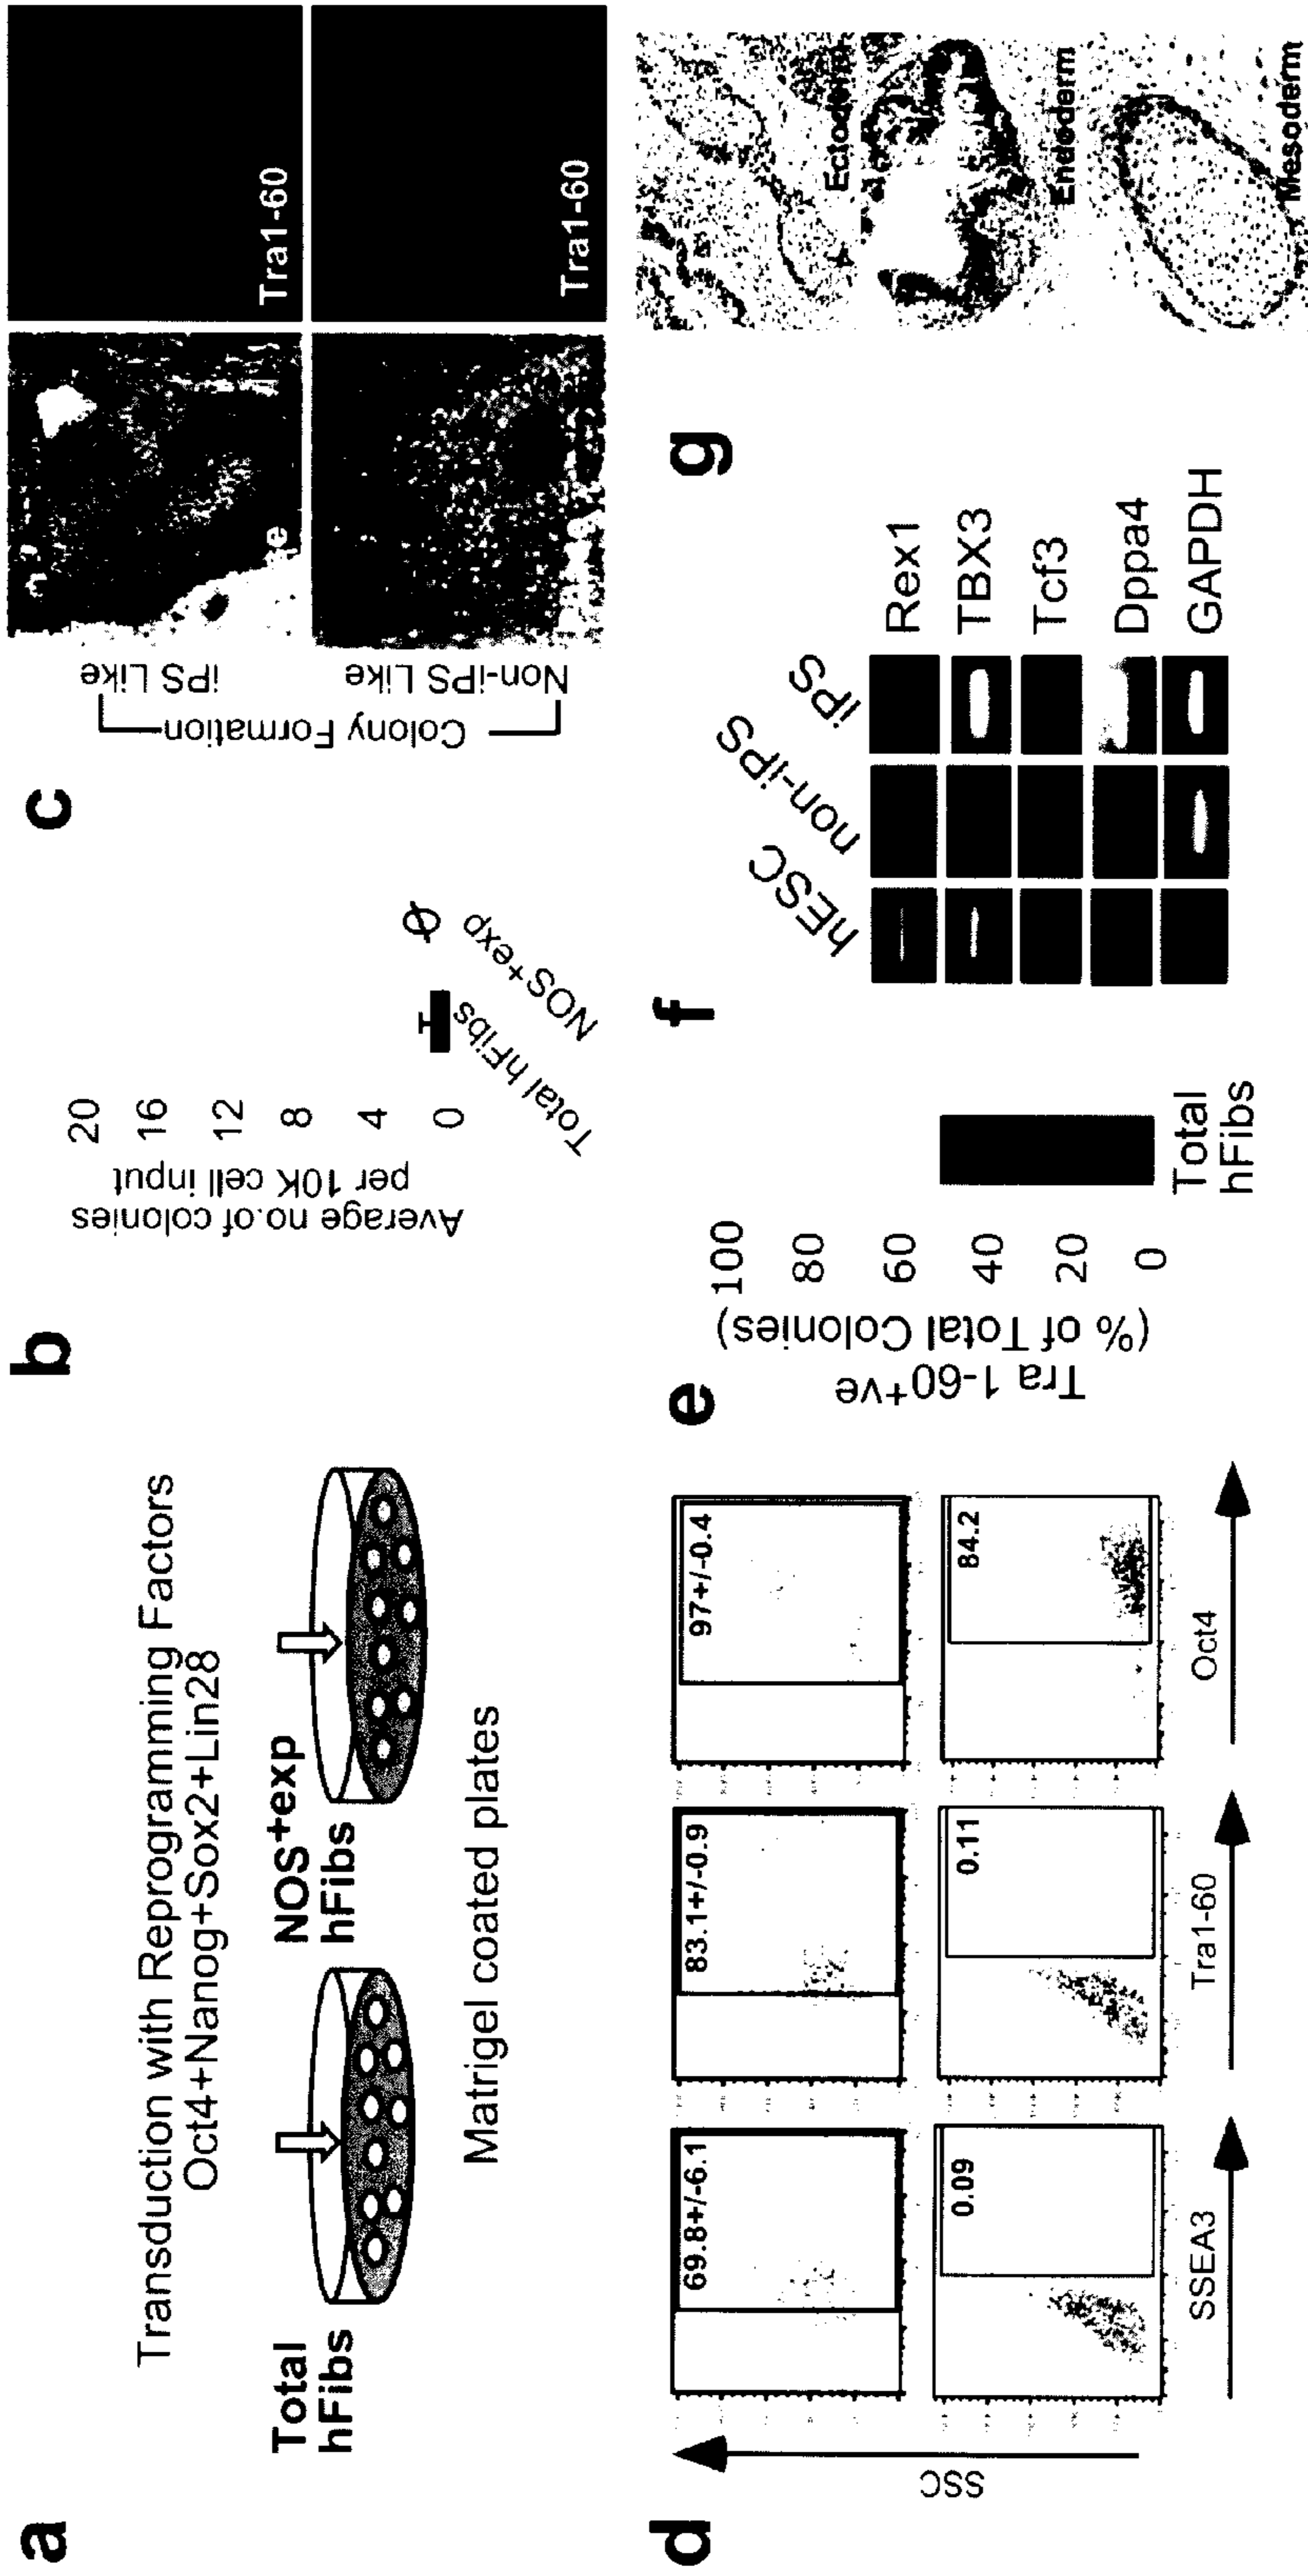 a
Transduction with Reprogramming Factors
Oct4+Nanog+Sox2+Lin28
Total
hFibs
NOS+exp
hFibs
Matrigel coated plates
b
Average no.of colonies
per 10K cell input
20
16
12
8
4
0
Ø
Total hFibs
NOS+exp
c
Colony Formation
iPS Like
Non-iPS Like
e
Tra1-60
Tra1-60
d
SSC
69.8+/-6.1
83.1+/-0.9
97+/-0.4
0.09
0.11
84.2
SSEA3
Tra1-60
Oct4
e
Tra 1-60+ve
(% of Total Colonies)
100
80
60
40
20
0
Total
hFibs
f
hESC
non-iPS
iPS
Rex1
TBX3
Tcf3
Dppa4
GAPDH
g
Ectoderm
Endoderm
Mesoderm